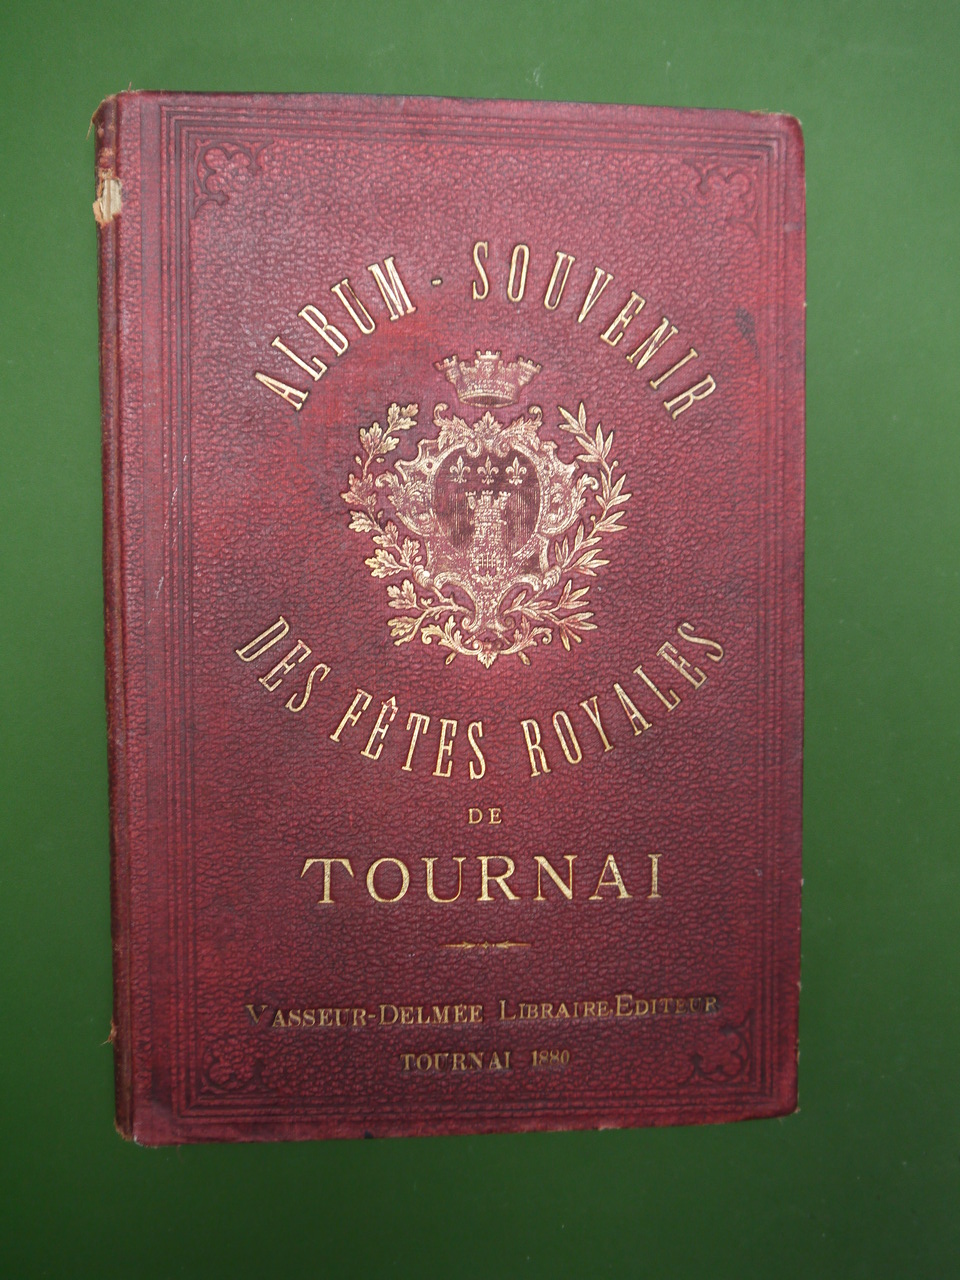 ALBUM - SOUVENIR
DES FÊTES ROYALES
DE
TOURNAI
VASSEUR-DELMÉE LIBRAIRE, EDITEUR
TOURNAI 1880